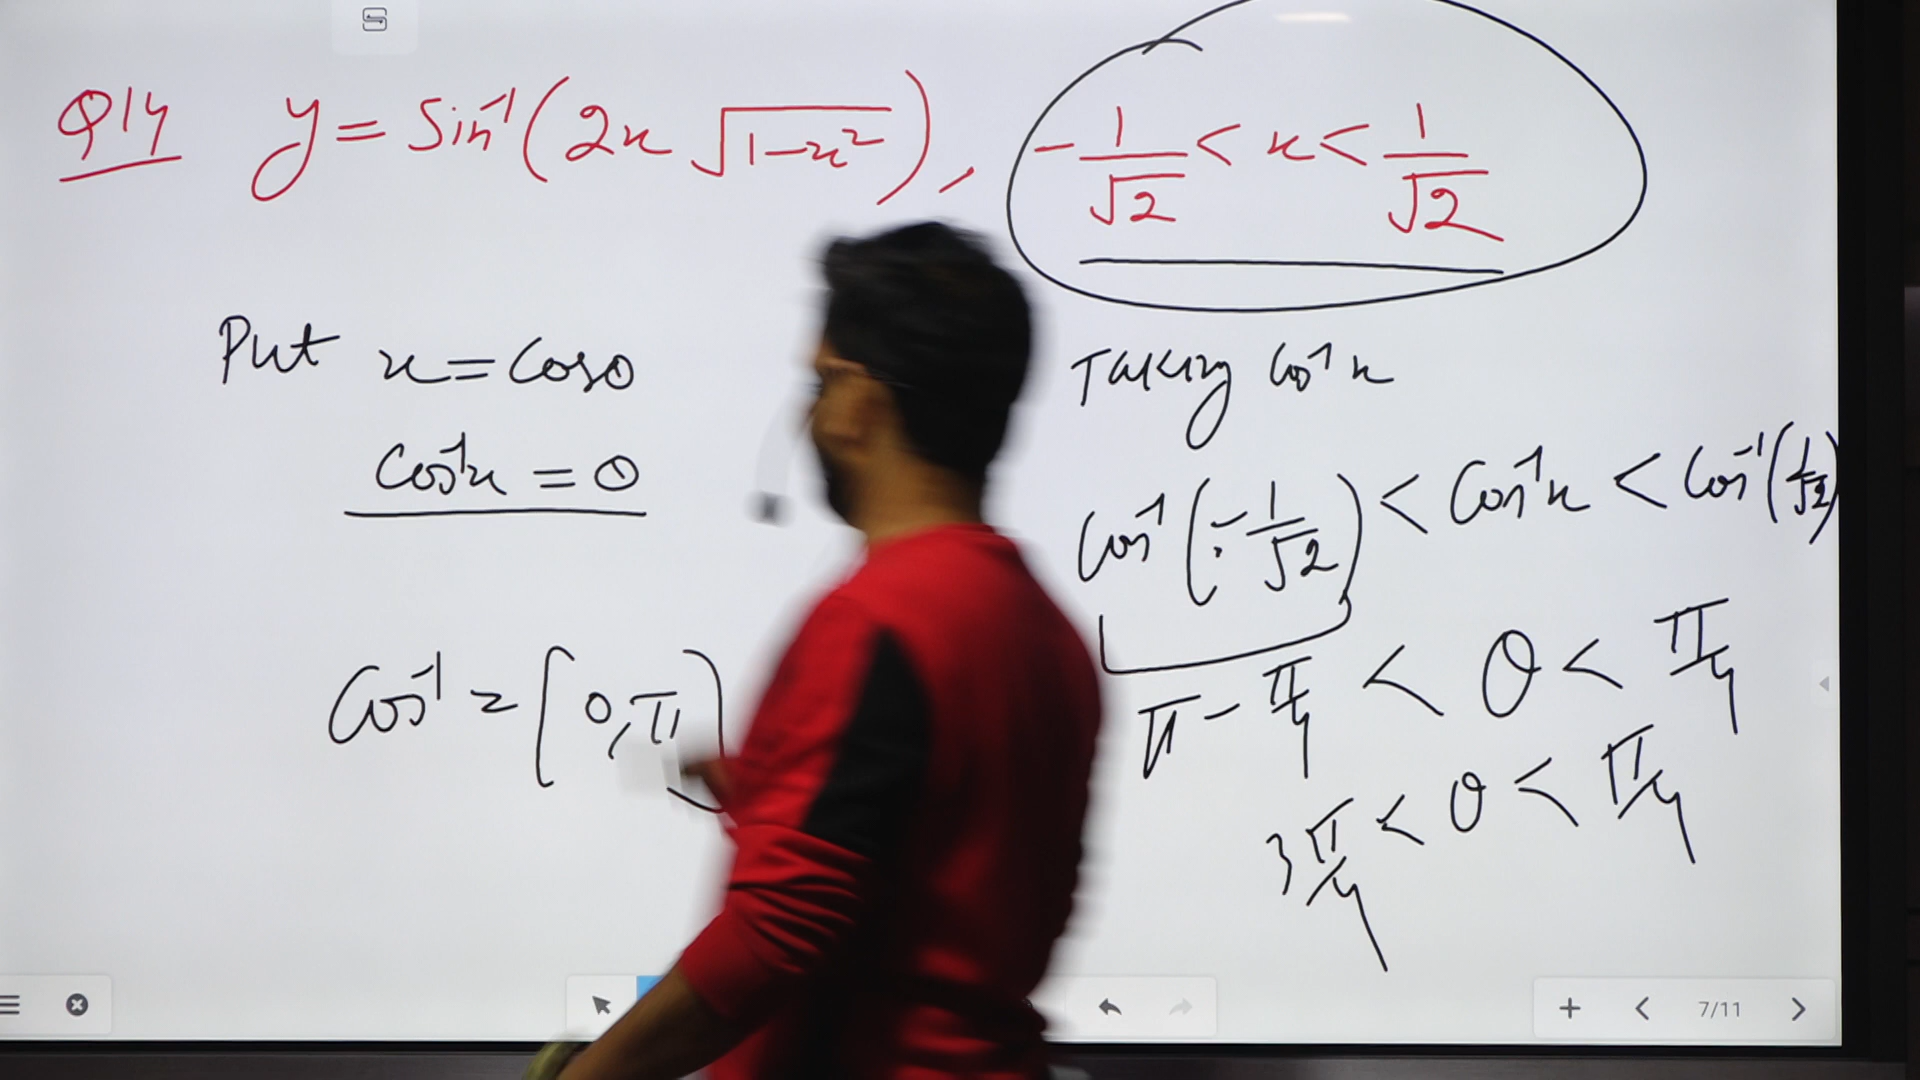 Q14 y = Sin⁻¹(2x √1-x²), -1/√2 < x < 1/√2
Put x = Cosθ
Cos⁻¹x = θ
Cos⁻¹ = [0, π]
Taking Cos⁻¹x
Cos⁻¹(-1/√2) < Cos⁻¹x < Cos⁻¹(1/√2)
π - π/4 < θ < π/4
3π/4 < θ < π/4
7/11